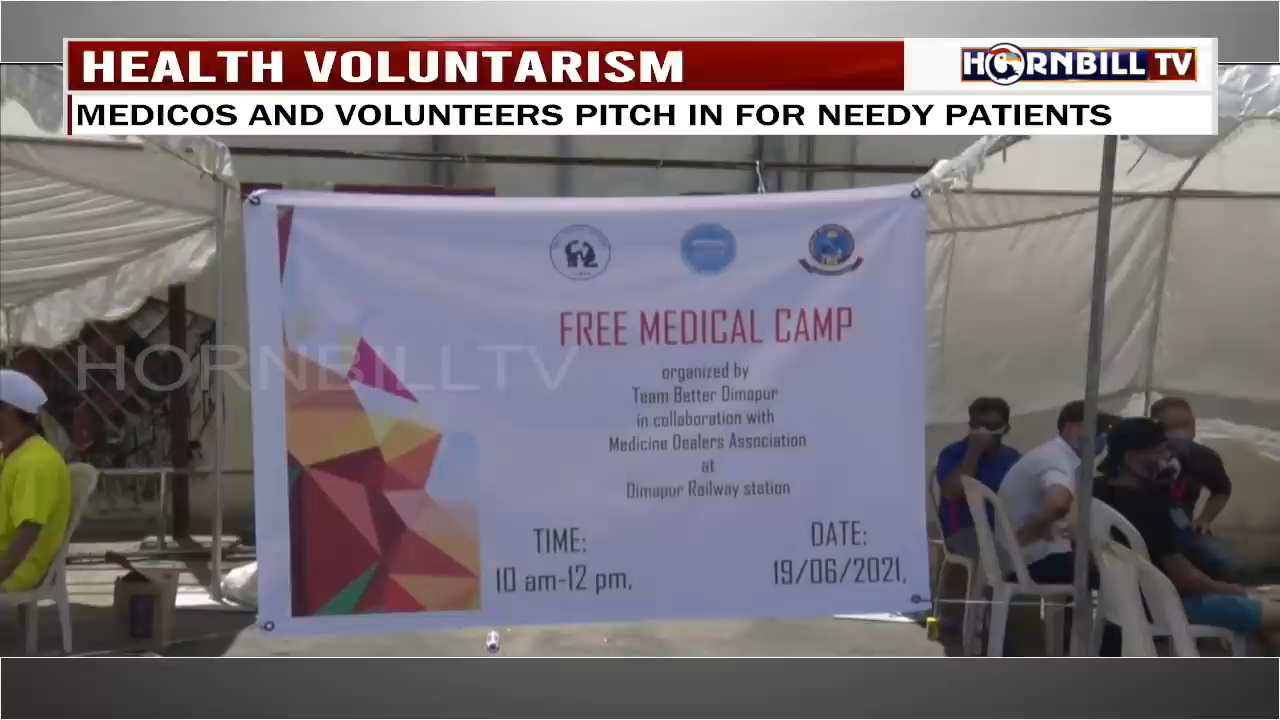 HEALTH VOLUNTARISM
HORNBILL TV
MEDICOS AND VOLUNTEERS PITCH IN FOR NEEDY PATIENTS
HORNBILLTV
FREE MEDICAL CAMP
organized by
Team Better Dimapur
in collaboration with
Medicine Dealers Association
at
Dimapur Railway station
TIME:
10 am-12 pm.
DATE:
19/06/2021.